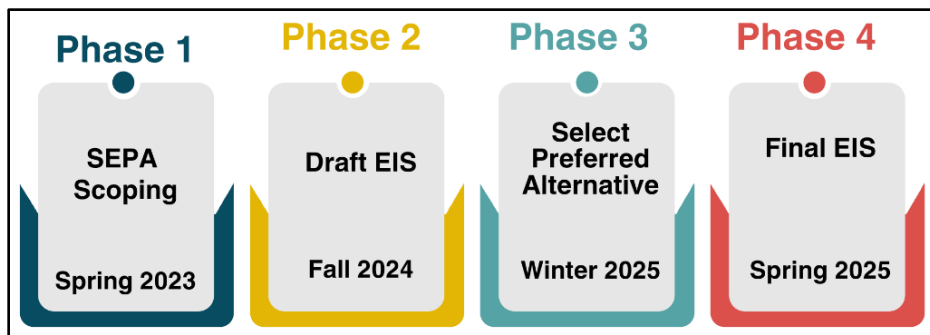 Phase 1
SEPA
Scoping
Spring 2023
Phase 2
Draft EIS
Fall 2024
Phase 3
Select
Preferred
Alternative
Winter 2025
Phase 4
Final EIS
Spring 2025